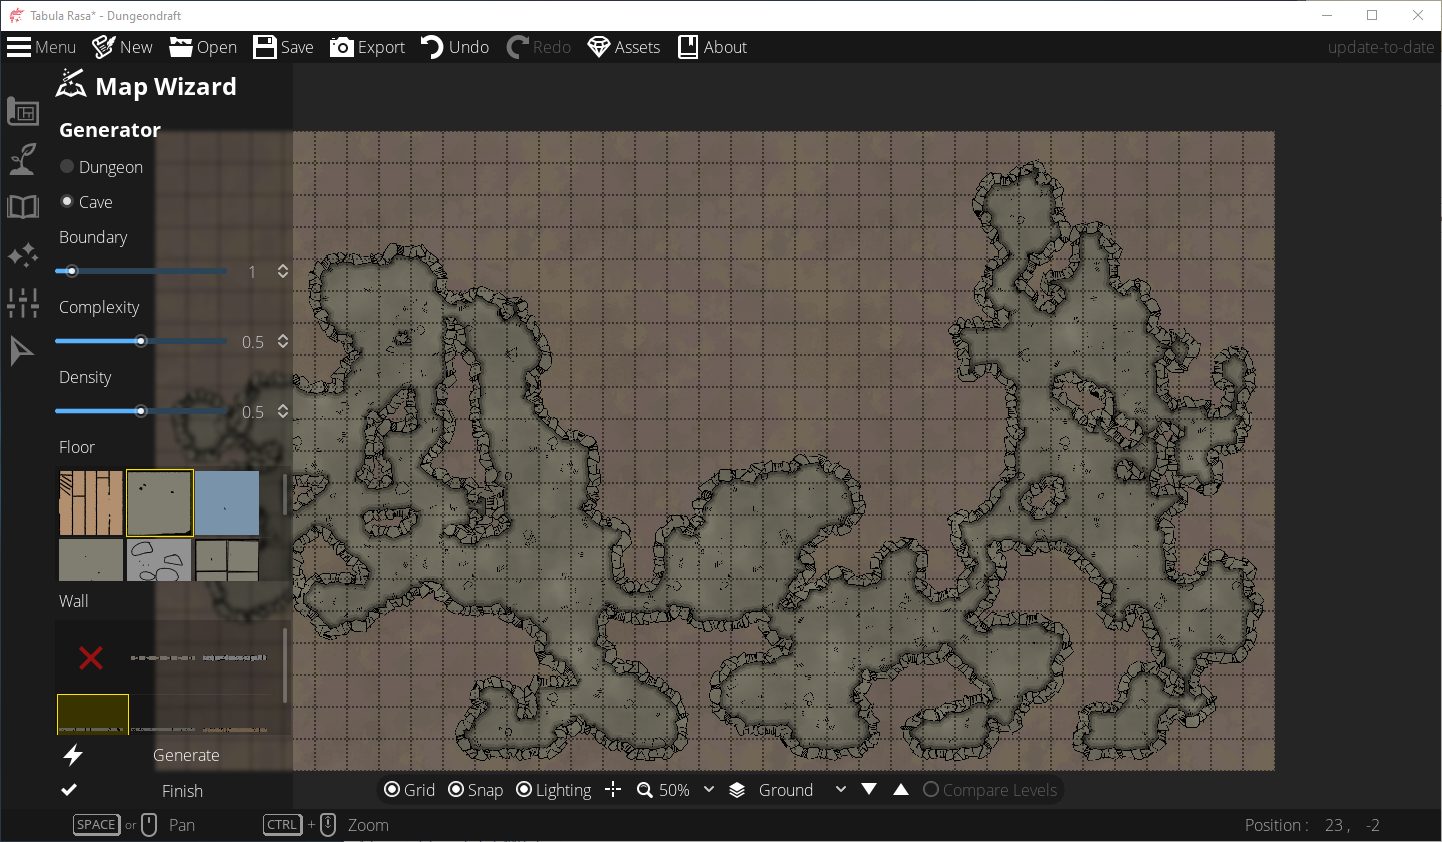 Tabula Rasa* - Dungeondraft
Menu New Open Save Export Undo Redo Assets About update-to-date
Map Wizard
Generator
Dungeon
Cave
Boundary
1
Complexity
0.5
Density
0.5
Floor
Wall
Generate
Finish
Grid Snap Lighting 50% Ground Compare Levels
SPACE or Pan CTRL + Zoom Position : 23 , -2